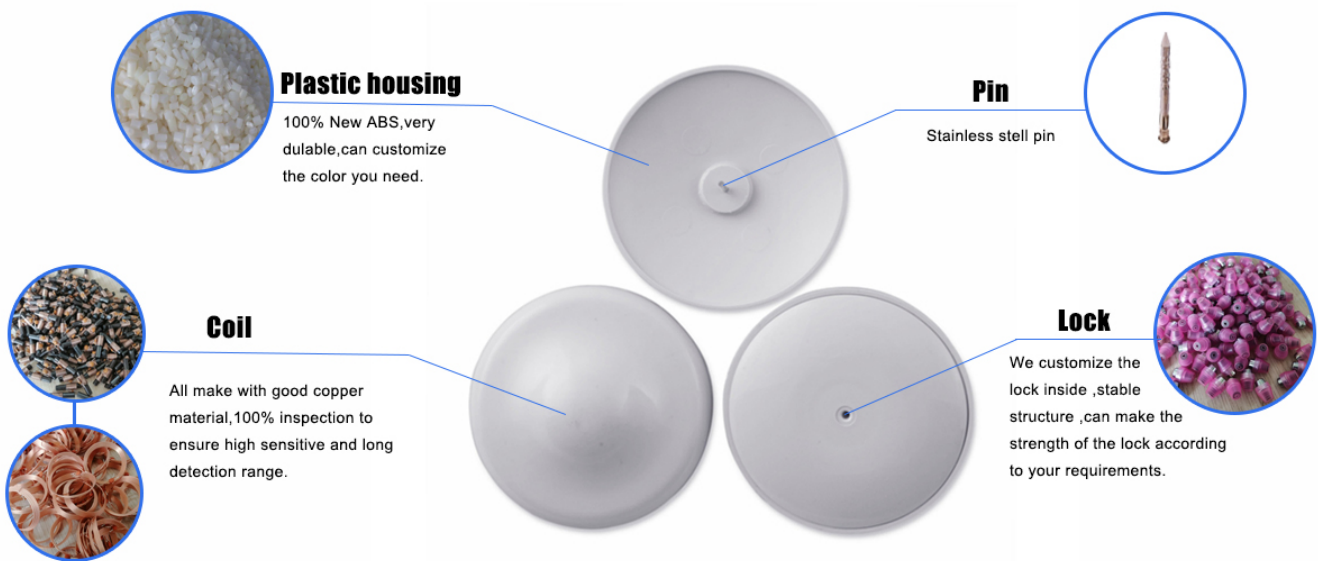 Plastic housing
100% New ABS,very
dulable,can customize
the color you need.
Pin
Stainless stell pin
Coil
All make with good copper
material,100% inspection to
ensure high sensitive and long
detection range.
Lock
We customize the
lock inside ,stable
structure ,can make the
strength of the lock according
to your requirements.